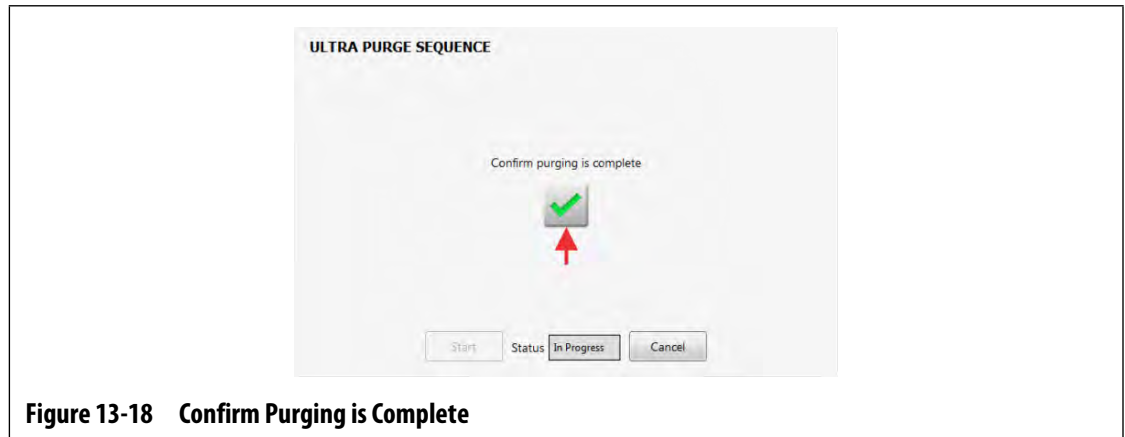 ULTRA PURGE SEQUENCE
Confirm purging is complete
Start Status In Progress Cancel
Figure 13-18 Confirm Purging is Complete